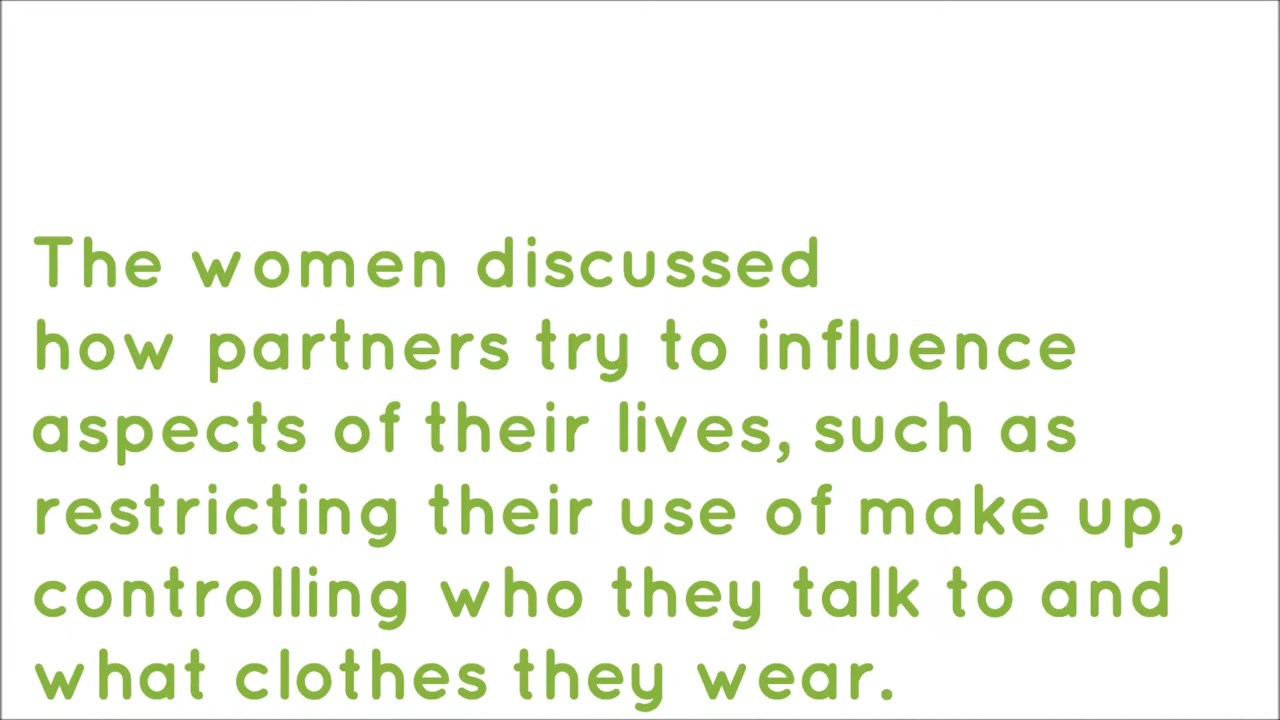 The women discussed
how partners try to influence
aspects of their lives, such as
restricting their use of make up,
controlling who they talk to and
what clothes they wear.